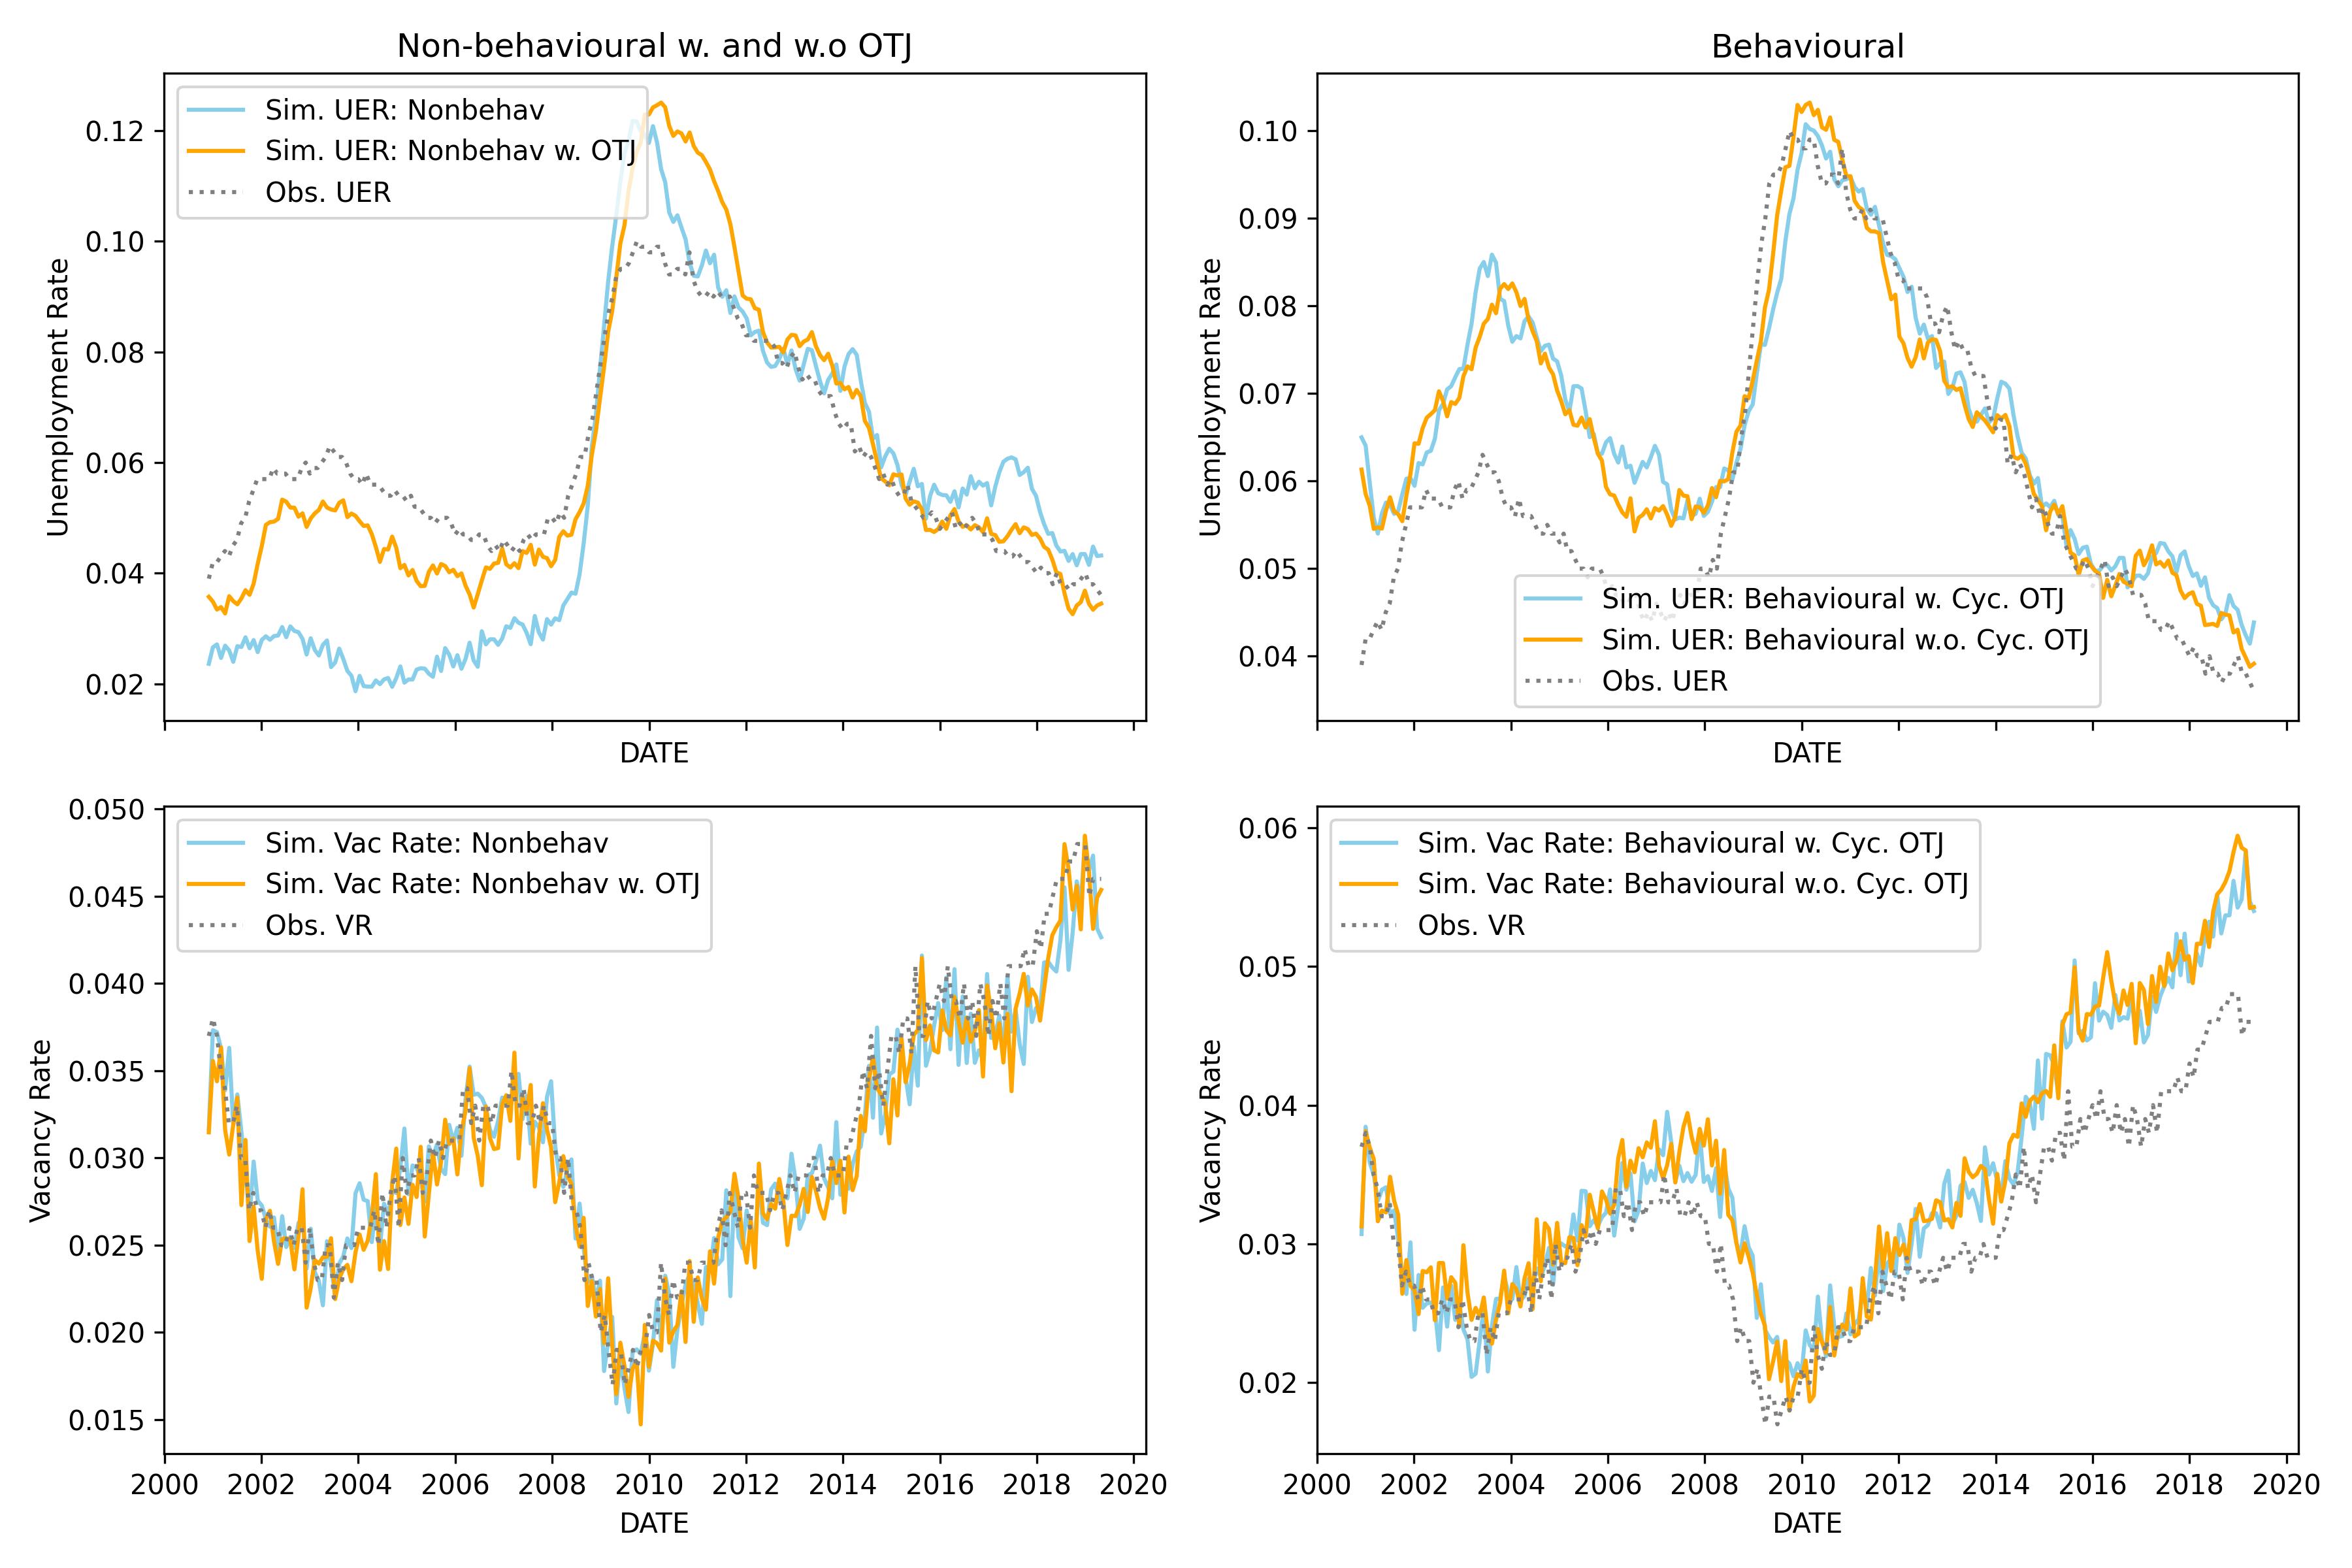 Non-behavioural w. and w.o OTJ
Sim. UER: Nonbehav
Sim. UER: Nonbehav w. OTJ
Obs. UER
0.12
0.10
0.08
0.06
0.04
0.02
Unemployment Rate
DATE
Behavioural
0.10
0.09
0.08
0.07
0.06
0.05
0.04
Unemployment Rate
Sim. UER: Behavioural w. Cyc. OTJ
Sim. UER: Behavioural w.o. Cyc. OTJ
Obs. UER
DATE
Sim. Vac Rate: Nonbehav
Sim. Vac Rate: Nonbehav w. OTJ
Obs. VR
0.050
0.045
0.040
0.035
0.030
0.025
0.020
0.015
Vacancy Rate
2000 2002 2004 2006 2008 2010 2012 2014 2016 2018 2020
DATE
Sim. Vac Rate: Behavioural w. Cyc. OTJ
Sim. Vac Rate: Behavioural w.o. Cyc. OTJ
Obs. VR
0.06
0.05
0.04
0.03
0.02
Vacancy Rate
2000 2002 2004 2006 2008 2010 2012 2014 2016 2018 2020
DATE